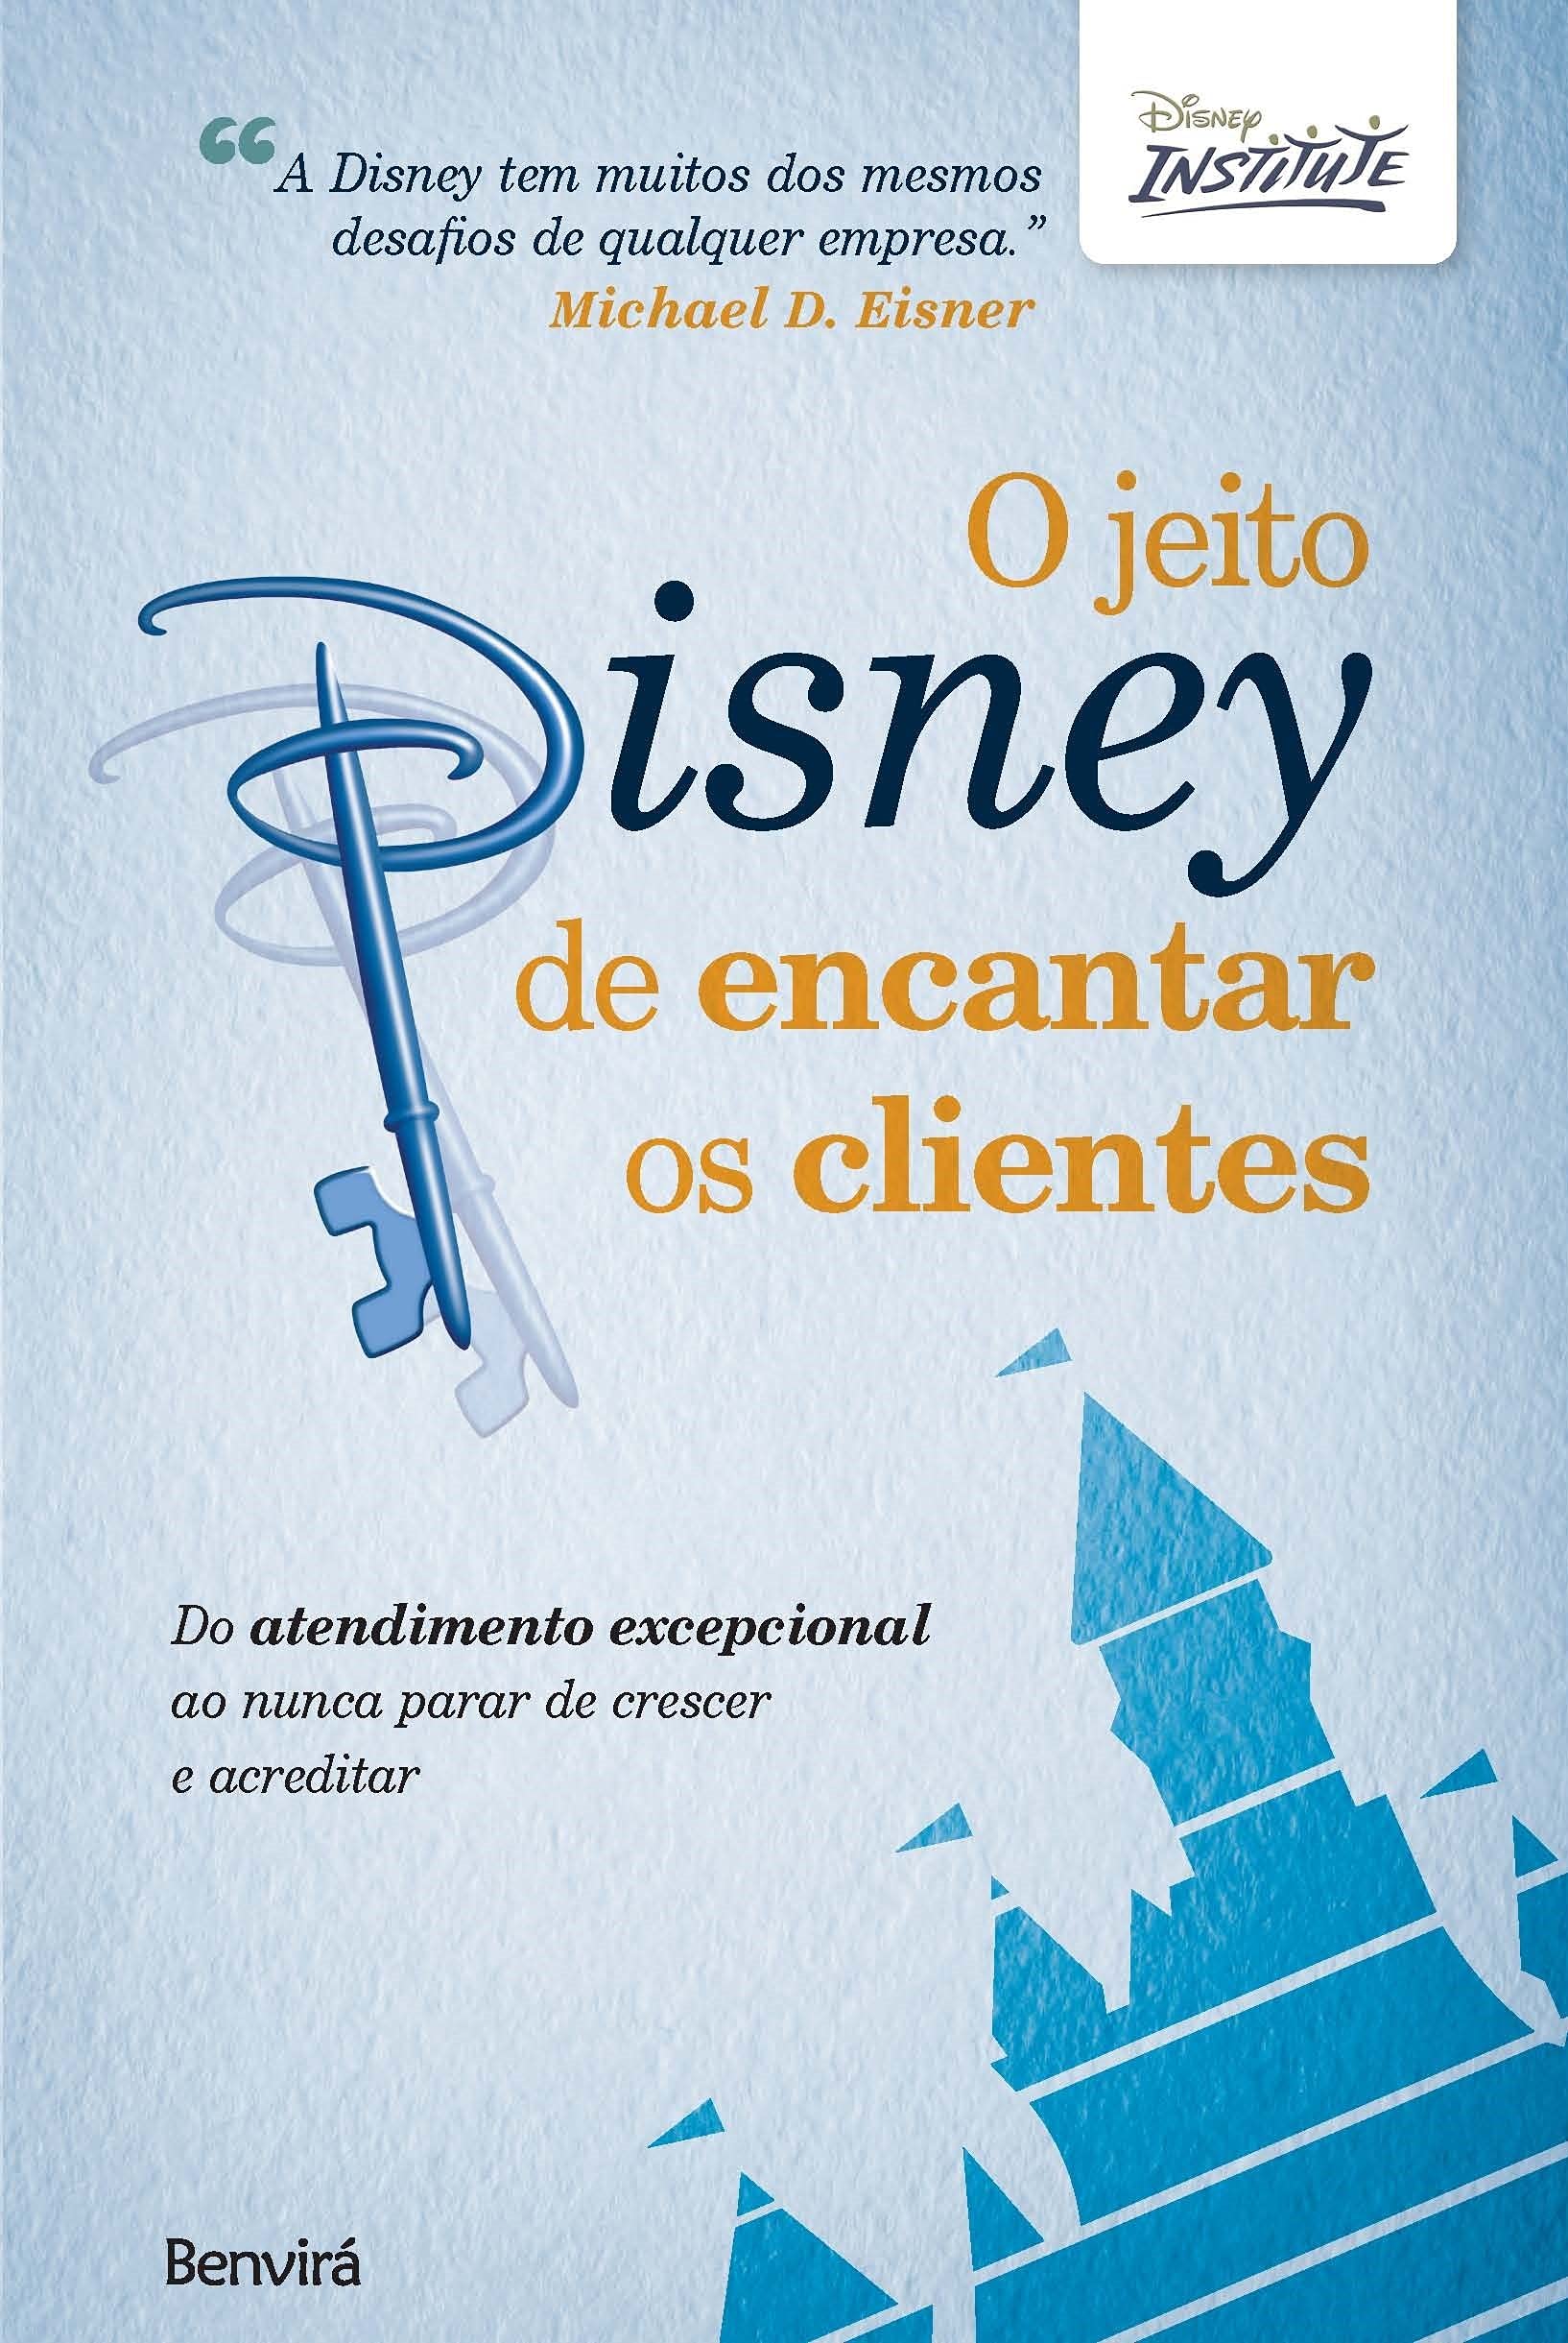 “A Disney tem muitos dos mesmos
desafios de qualquer empresa.”
Michael D. Eisner
Disney
INSTITUTE
O jeito
Disney
de encantar
os clientes
Do atendimento excepcional
ao nunca parar de crescer
e acreditar
Benvirá